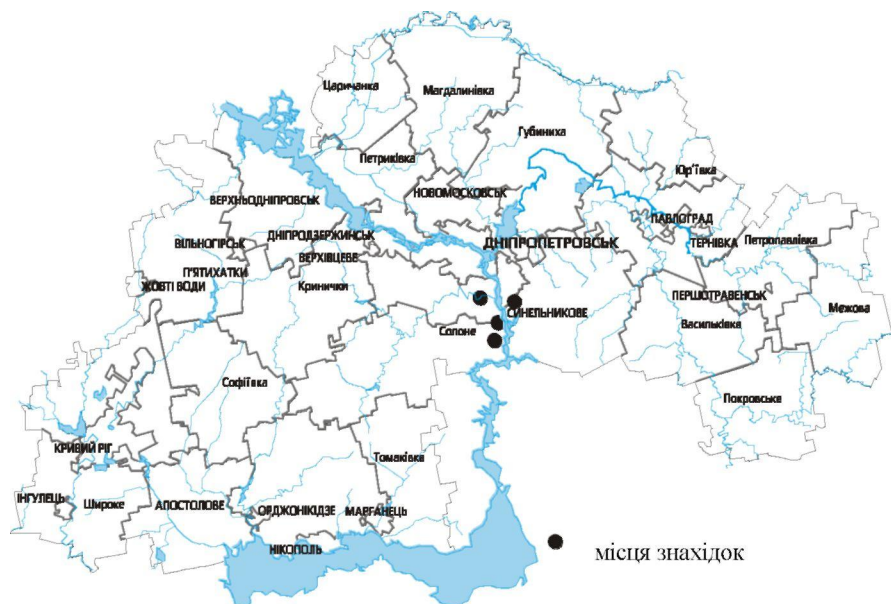 Царичанка
Магдалинівка
Губиниха
Петриківка
Юр'ївка
НОВОМОСКОВСЬК
ВЕРХНЬОДНІПРОВСЬК
ПАВЛОГРАД
ДНІПРОДЗЕРЖИНСЬК
ДНІПРОПЕТРОВСЬК
ТЕРНІВКА
Петропавлівка
ВІЛЬНОГІРСЬК
ВЕРХІВЦЕВЕ
П'ЯТИХАТКИ
ЖОВТІ ВОДИ
Кринички
ПЕРШОТРАВЕНСЬК
Межова
СИНЕЛЬНИКОВЕ
Васильківка
Солоне
Софіївка
Покровське
КРИВИЙ РІГ
Томаківка
ІНГУЛЕЦЬ
Широке
АПОСТОЛОВЕ
ОРДЖОНІКІДЗЕ
МАРГАНЕЦЬ
НІКОПОЛЬ
місця знахідок